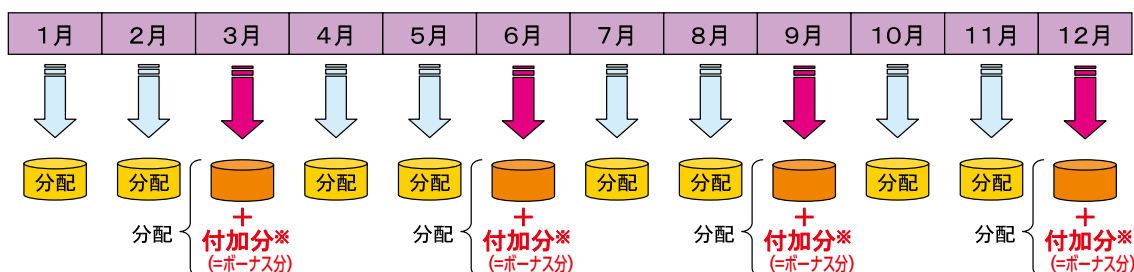 1月 2月 3月 4月 5月 6月 7月 8月 9月 10月 11月 12月
分配 分配 分配 分配 分配 分配 分配 分配
分配 + 分配 + 分配 + 分配 +
付加分※ 付加分※ 付加分※ 付加分※
(=ボーナス分) (=ボーナス分) (=ボーナス分) (=ボーナス分)